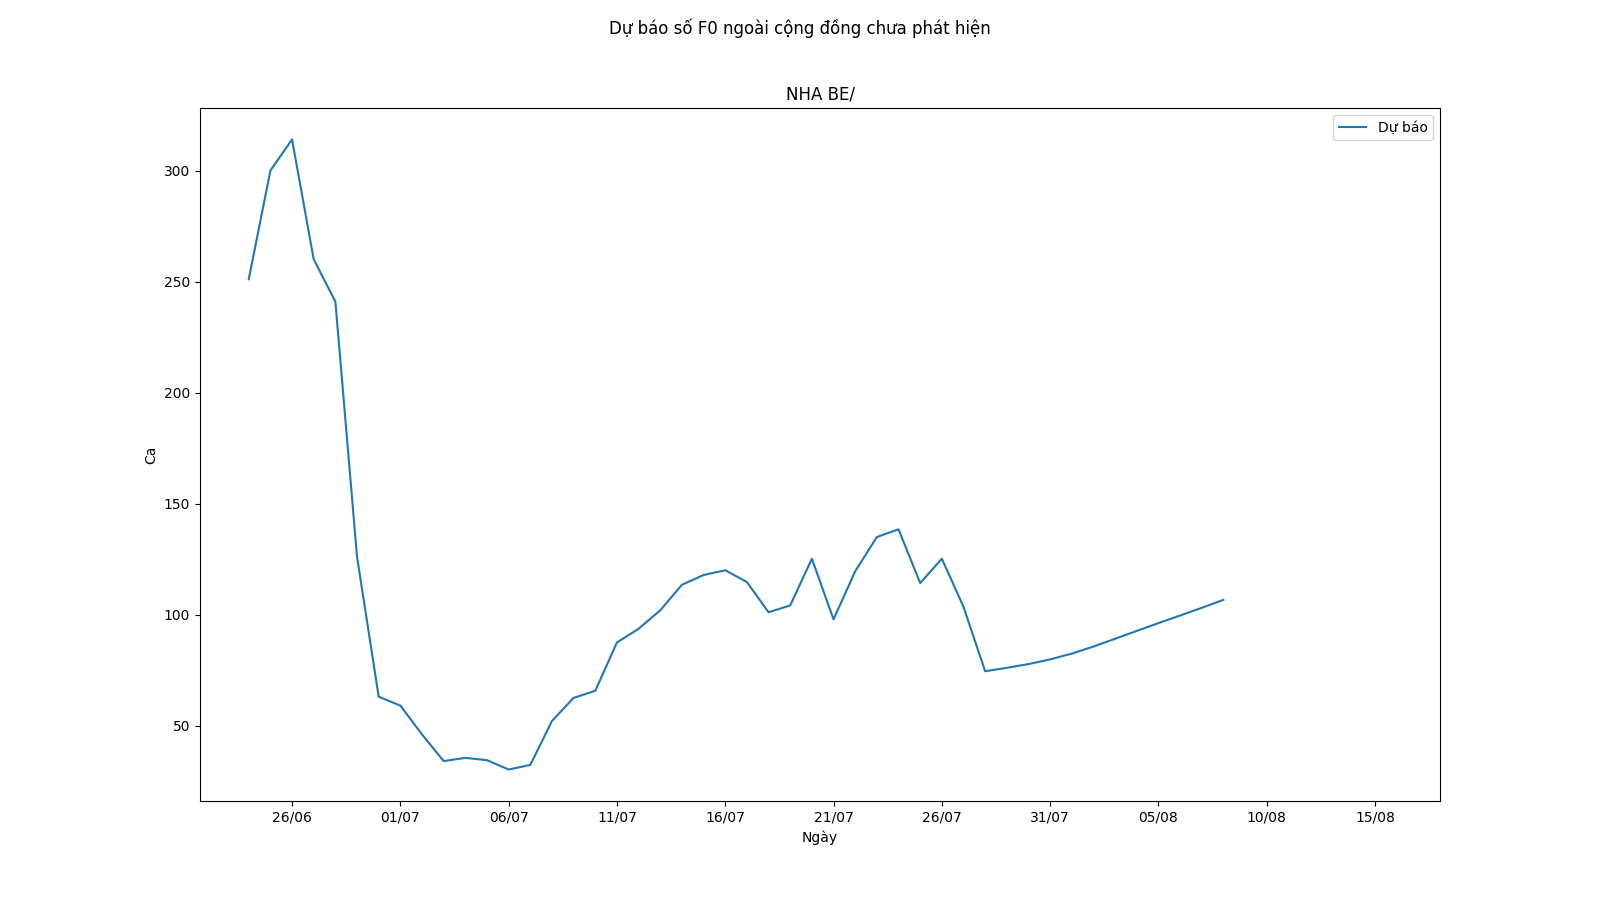 Dự báo số F0 ngoài cộng đồng chưa phát hiện
NHA BE/
Dự báo
300
250
200
150
100
50
Ca
26/06 01/07 06/07 11/07 16/07 21/07 26/07 31/07 05/08 10/08 15/08
Ngày